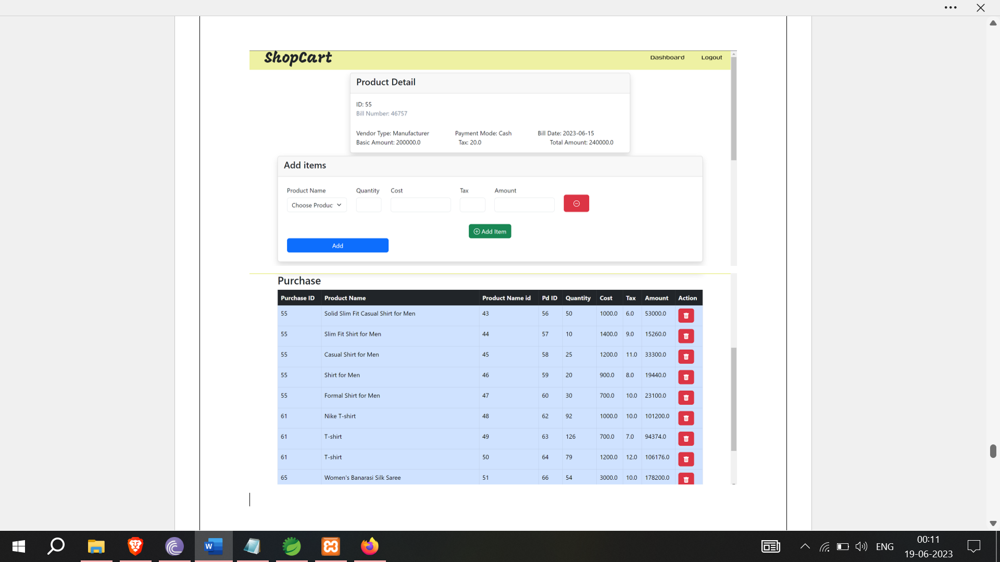 ShopCart Dashboard Logout
Product Detail
ID: 55
Bill Number: 46757
Vendor Type: Manufacturer Payment Mode: Cash Bill Date: 2023-06-15
Basic Amount: 200000.0 Tax: 20.0 Total Amount: 240000.0
Add items
Product Name Quantity Cost Tax Amount
Choose Produc
Add Item
Add
Purchase
Purchase ID Product Name Product Name id Pd ID Quantity Cost Tax Amount Action
55 Solid Slim Fit Casual Shirt for Men 43 56 50 1000.0 6.0 53000.0
55 Slim Fit Shirt for Men 44 57 10 1400.0 9.0 15260.0
55 Casual Shirt for Men 45 58 25 1200.0 11.0 33300.0
55 Shirt for Men 46 59 20 900.0 8.0 19440.0
55 Formal Shirt for Men 47 60 30 700.0 10.0 23100.0
61 Nike T-shirt 48 62 92 1000.0 10.0 101200.0
61 T-shirt 49 63 126 700.0 7.0 94374.0
61 T-shirt 50 64 79 1200.0 12.0 106176.0
65 Women's Banarasi Silk Saree 51 66 54 3000.0 10.0 178200.0
W ENG 00:11
19-06-2023